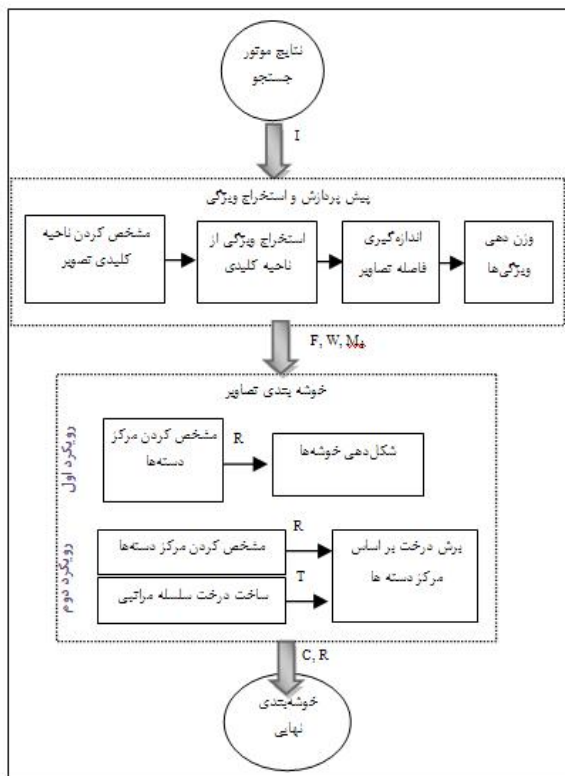 نتایج موتور
جستجو
I
پیش پردازش و استخراج ویژگی
مشخص کردن ناحیه
کلیدی تصویر
استخراج ویژگی از
ناحیه کلیدی
اندازه‌گیری
فاصله تصاویر
وزن دهی
ویژگی‌ها
F, W, Md
خوشه بندی تصاویر
رویکرد اول
مشخص کردن مرکز
دسته‌ها
R
شکل‌دهی خوشه‌ها
رویکرد دوم
مشخص کردن مرکز دسته‌ها
R
ساخت درخت سلسله مراتبی
T
برش درخت بر اساس
مرکز دسته ها
C, R
خوشه‌بندی
نهایی